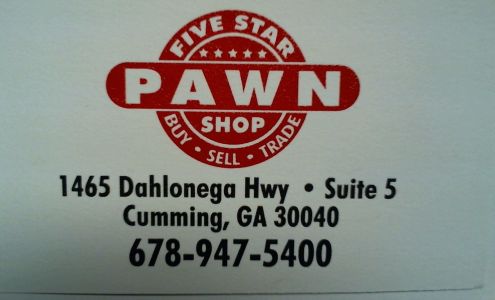 FIVE STAR
PAWN
SHOP
BUY • SELL • TRADE
1465 Dahlonega Hwy • Suite 5
Cumming, GA 30040
678-947-5400